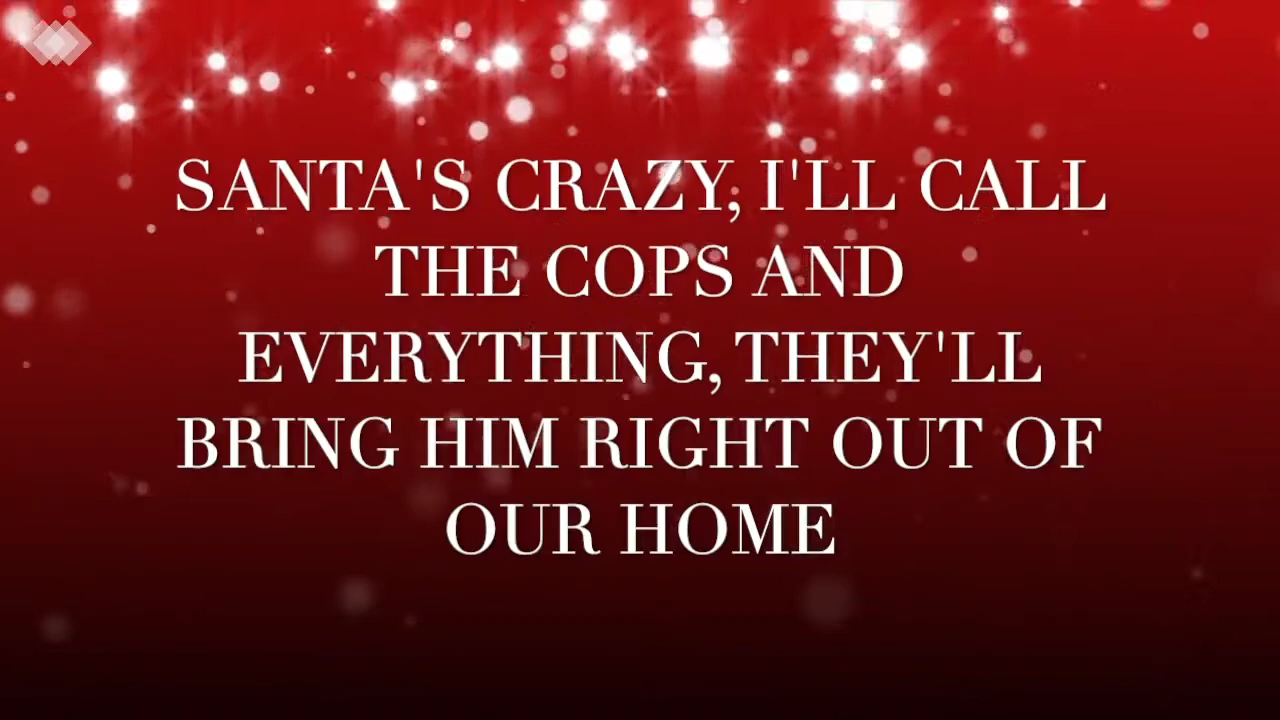 SANTA'S CRAZY, I'LL CALL
THE COPS AND
EVERYTHING, THEY'LL
BRING HIM RIGHT OUT OF
OUR HOME